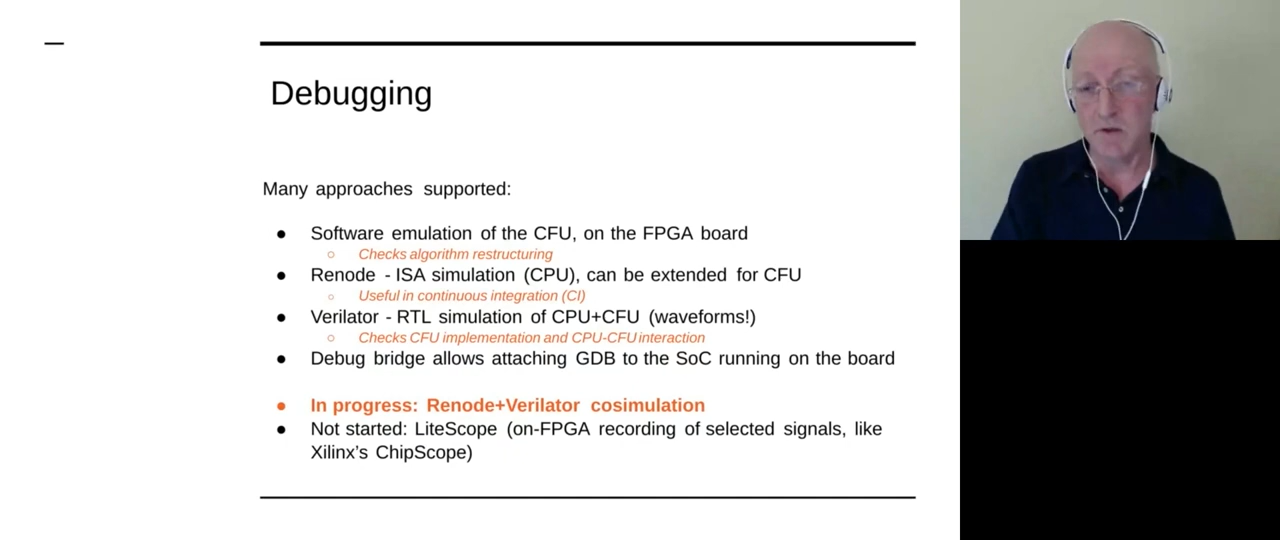 Debugging
Many approaches supported:
● Software emulation of the CFU, on the FPGA board
○ Checks algorithm restructuring
● Renode - ISA simulation (CPU), can be extended for CFU
○ Useful in continuous integration (CI)
● Verilator - RTL simulation of CPU+CFU (waveforms!)
○ Checks CFU implementation and CPU-CFU interaction
● Debug bridge allows attaching GDB to the SoC running on the board
● In progress: Renode+Verilator cosimulation
● Not started: LiteScope (on-FPGA recording of selected signals, like
Xilinx's ChipScope)